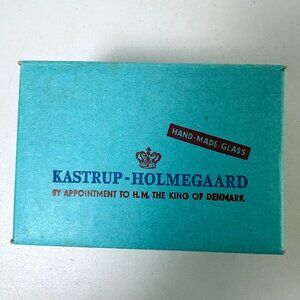 HAND-MADE GLASS
KASTRUP-HOLMEGAARD
BY APPOINTMENT TO H.M. THE KING OF DENMARK